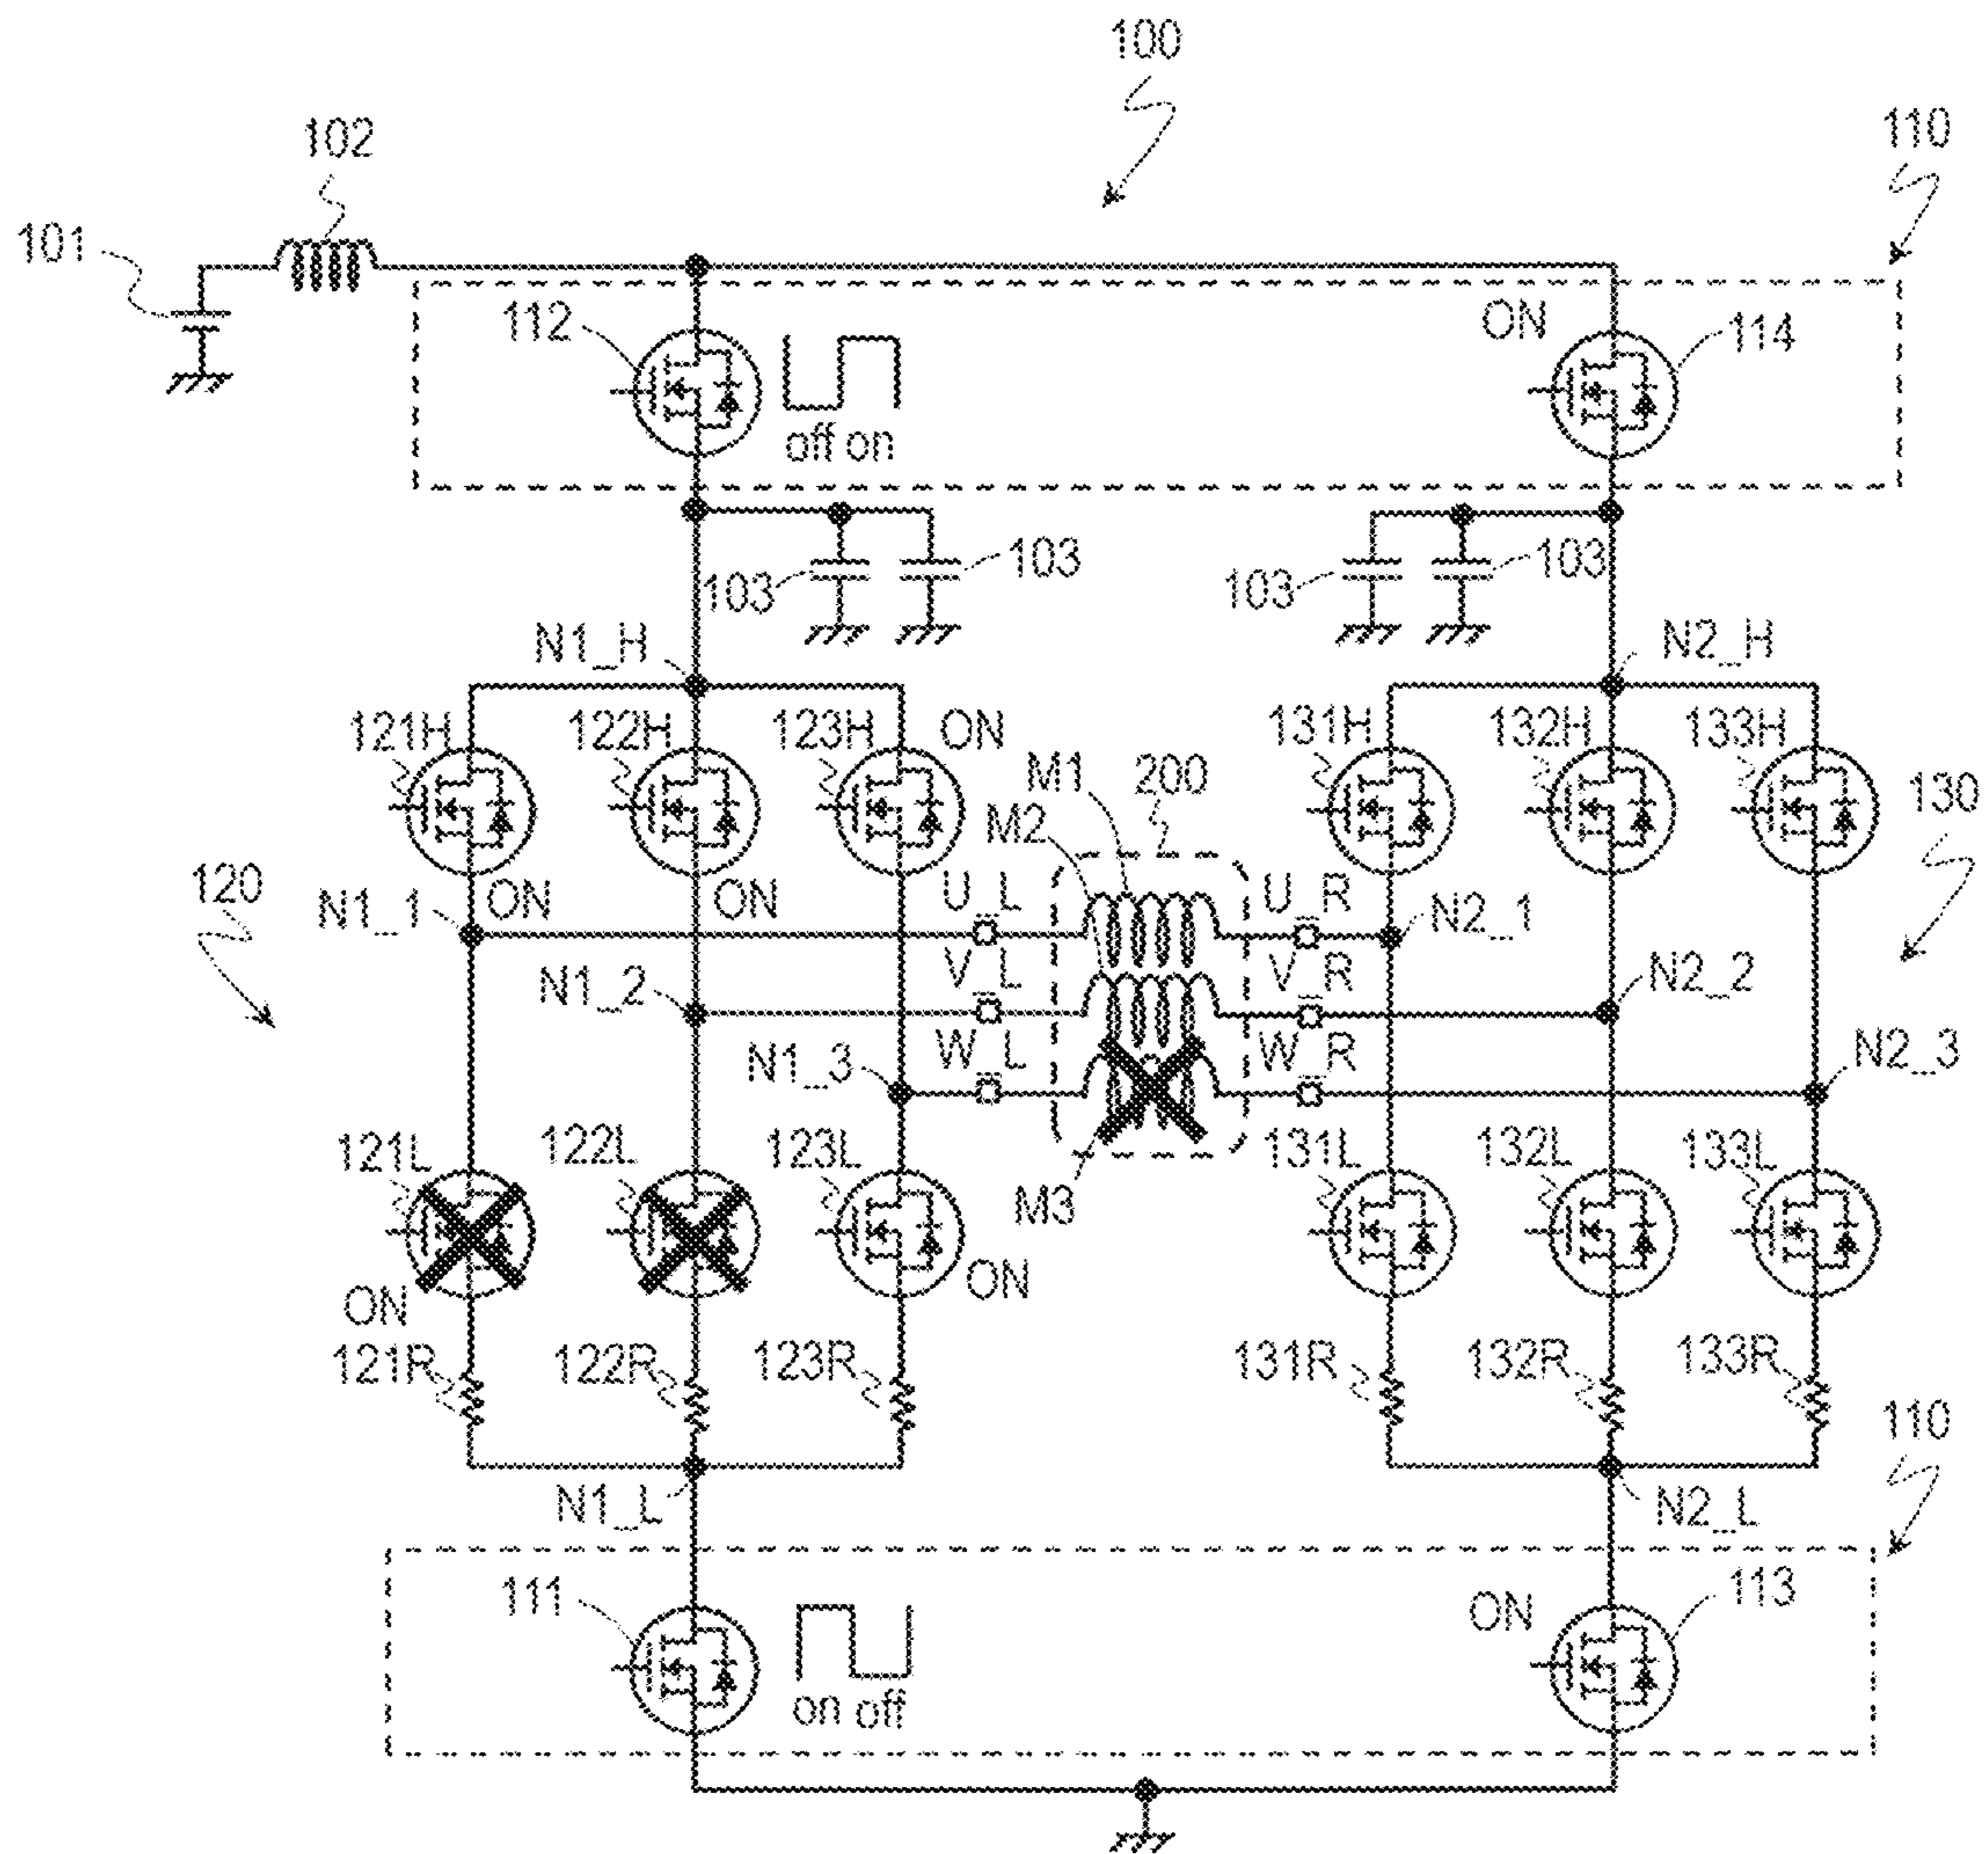 100
110
102
101
112
off on
ON
114
103
103
103
103
N1_H
N2_H
121H
122H
123H
ON
131H
132H
133H
M1
200
M2
130
120
N1_1
ON
ON
U_L
U_R
N2_1
N1_2
V_L
V_R
N2_2
N1_3
W_L
W_R
N2_3
121L
122L
123L
M3
131L
132L
133L
ON
ON
121R
122R
123R
131R
132R
133R
110
N1_L
N2_L
111
on off
ON
113